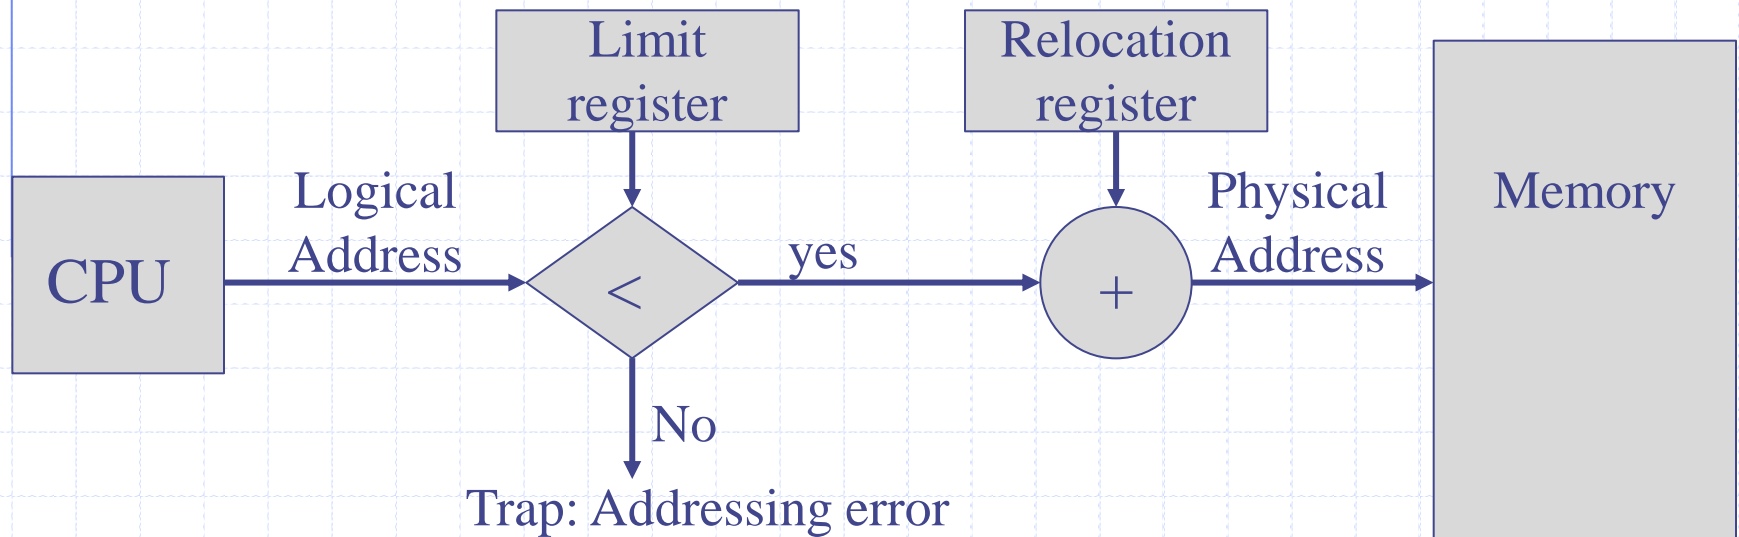 Limit
register
Relocation
register
Logical
Address
CPU
<
yes
+
Physical
Address
Memory
No
Trap: Addressing error